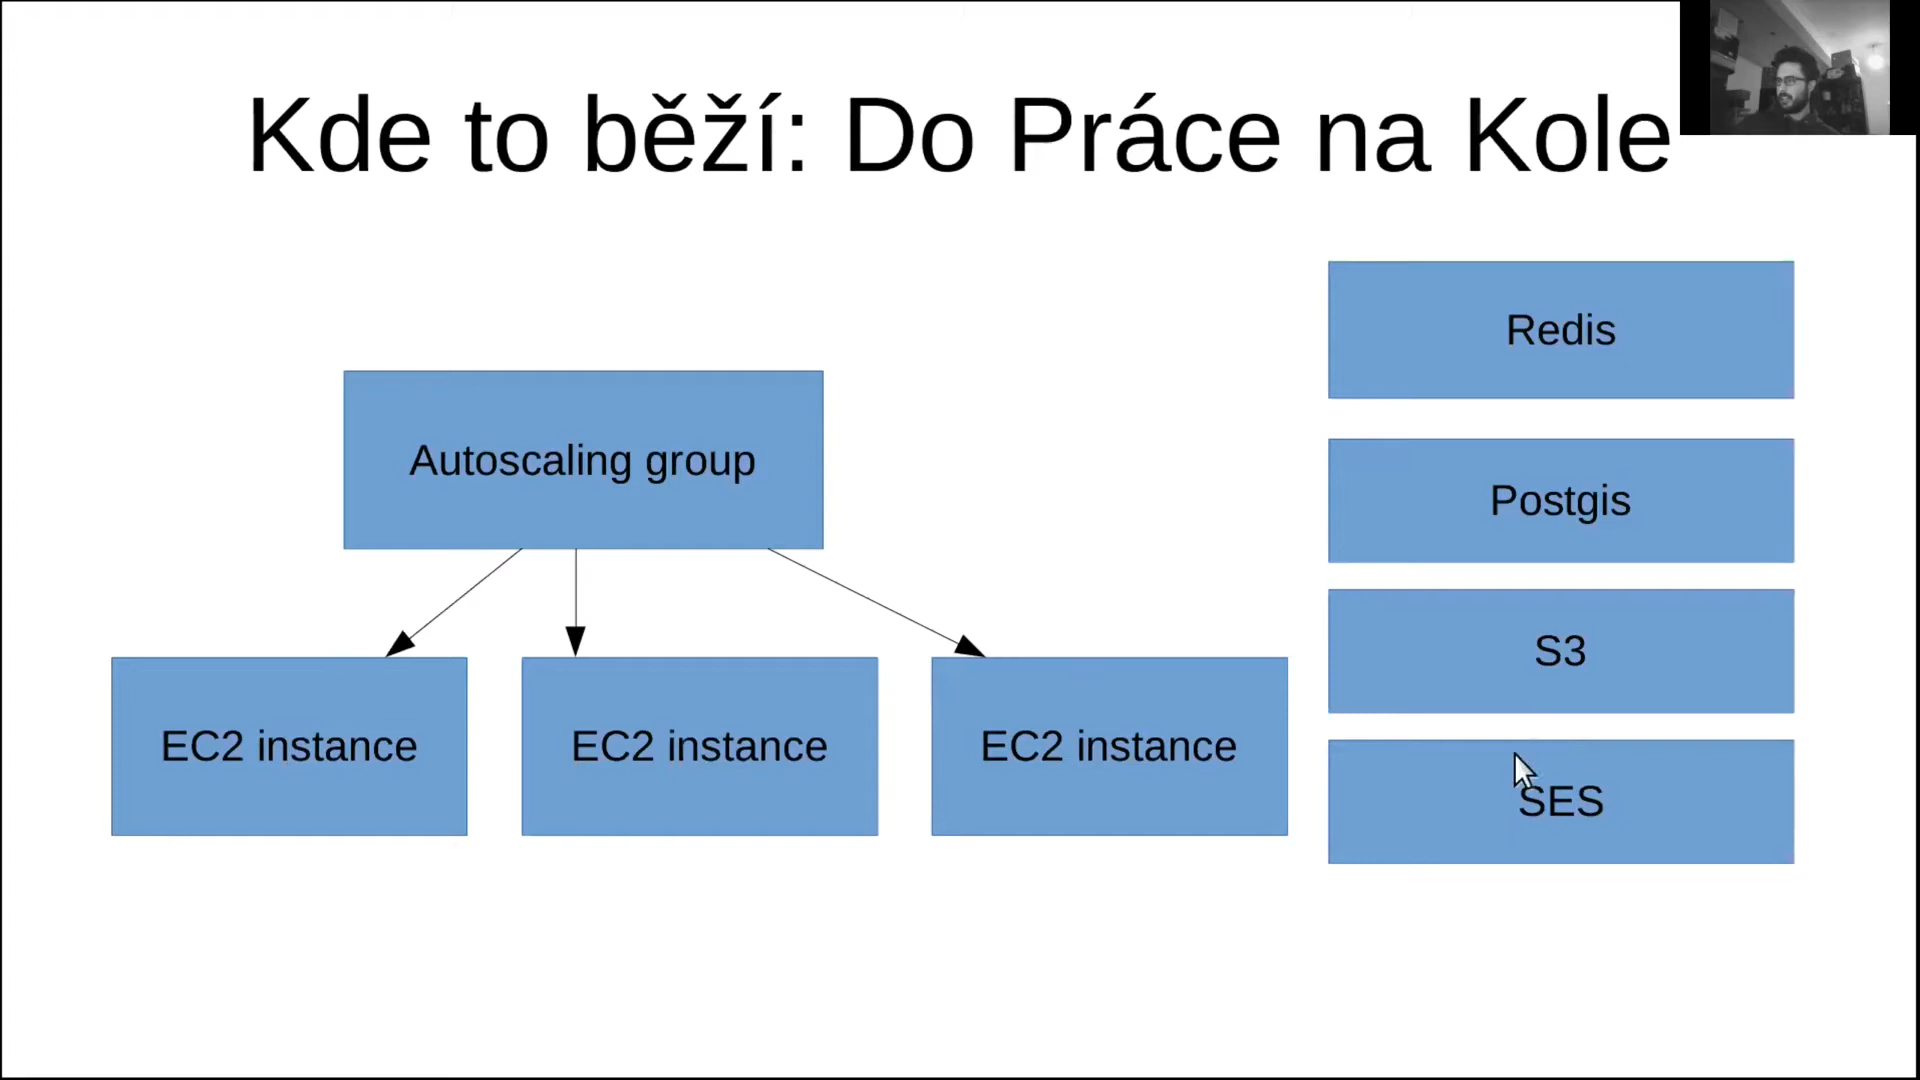 Kde to běží: Do Práce na Kole
Autoscaling group
EC2 instance
EC2 instance
EC2 instance
Redis
Postgis
S3
SES